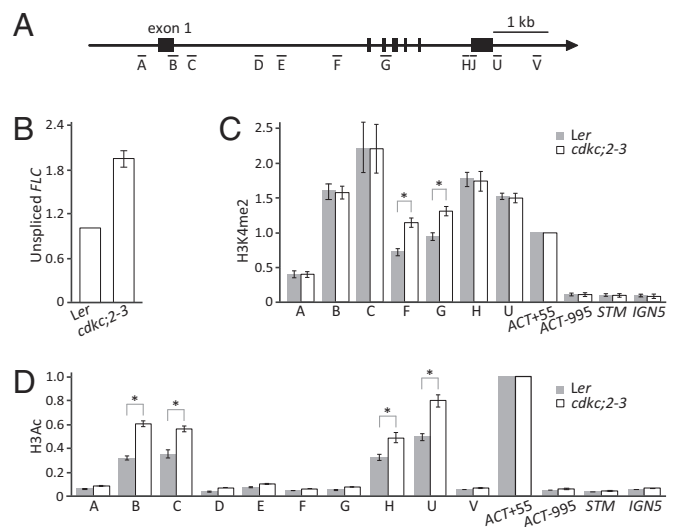 A
exon 1
1 kb
A B C D E F G HJ U V
B
Unspliced FLC
2.4
1.8
1.2
0.6
0
Ler
cdkc;2-3
C
H3K4me2
2.5
2.0
1.5
1.0
0.5
0
Ler
cdkc;2-3
* *
A B C F G H U ACT+55 ACT-995 STM IGN5
D
H3Ac
1.0
0.8
0.6
0.4
0.2
0
Ler
cdkc;2-3
* * * *
A B C D E F G H U V ACT+55 ACT-995 STM IGN5